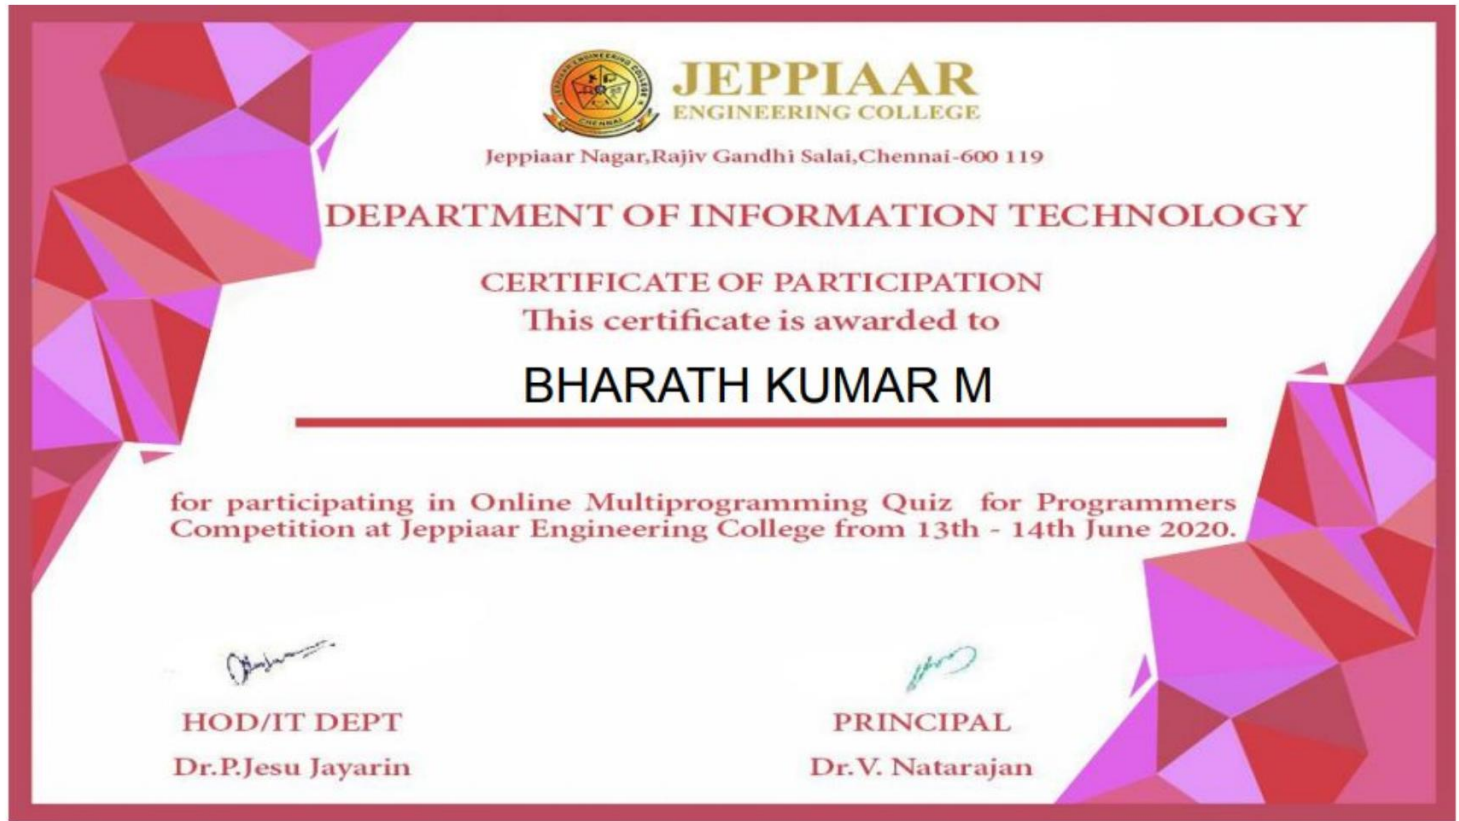 JEPPIAAR
ENGINEERING COLLEGE
Jeppiaar Nagar,Rajiv Gandhi Salai,Chennai-600 119
DEPARTMENT OF INFORMATION TECHNOLOGY
CERTIFICATE OF PARTICIPATION
This certificate is awarded to
BHARATH KUMAR M
for participating in Online Multiprogramming Quiz for Programmers
Competition at Jeppiaar Engineering College from 13th - 14th June 2020.
HOD/IT DEPT
PRINCIPAL
Dr.P.Jesu Jayarin
Dr.V. Natarajan